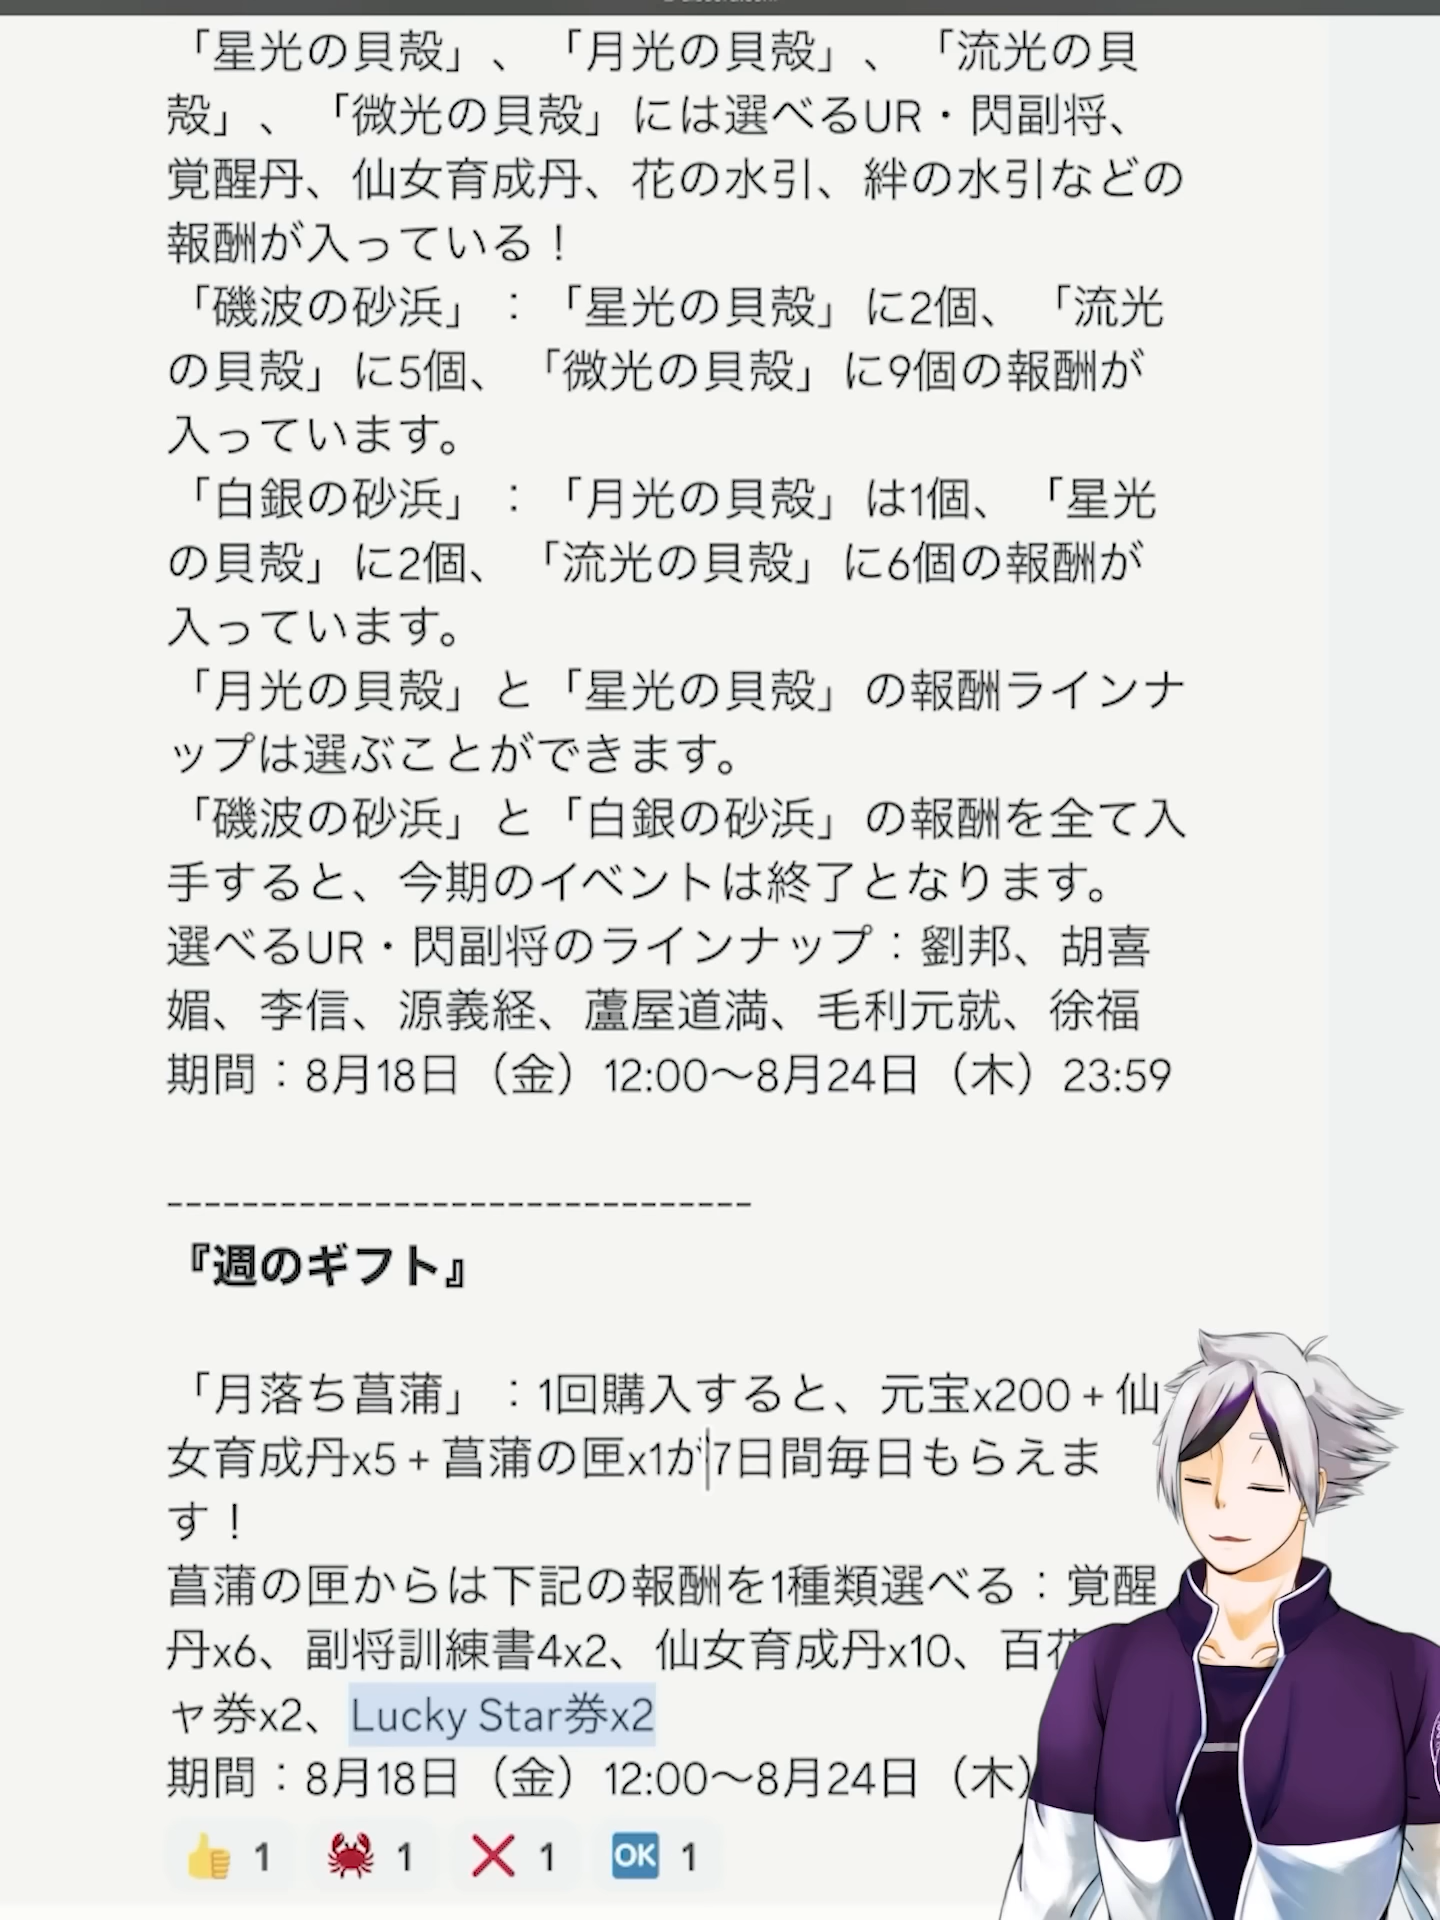 「星光の貝殻」、「月光の貝殻」、「流光の貝
殻」、「微光の貝殻」には選べるUR・閃副将、
覚醒丹、仙女育成丹、花の水引、絆の水引などの
報酬が入っている！
「磯波の砂浜」：「星光の貝殻」に2個、「流光
の貝殻」に5個、「微光の貝殻」に9個の報酬が
入っています。
「白銀の砂浜」：「月光の貝殻」は1個、「星光
の貝殻」に2個、「流光の貝殻」に6個の報酬が
入っています。
「月光の貝殻」と「星光の貝殻」の報酬ラインナ
ップは選ぶことができます。
「磯波の砂浜」と「白銀の砂浜」の報酬を全て入
手すると、今期のイベントは終了となります。
選べるUR・閃副将のラインナップ：劉邦、胡喜
媚、李信、源義経、蘆屋道満、毛利元就、徐福
期間：8月18日（金）12:00～8月24日（木）23:59
-------------------------------
『週のギフト』
「月落ち菖蒲」：1回購入すると、元宝x200＋仙
女育成丹x5＋菖蒲の匣x1が7日間毎日もらえま
す！
菖蒲の匣からは下記の報酬を1種類選べる：覚醒
丹x6、副将訓練書4x2、仙女育成丹x10、百花
ャ券x2、Lucky Star券x2
期間：8月18日（金）12:00～8月24日（木）
1 1 1 OK 1